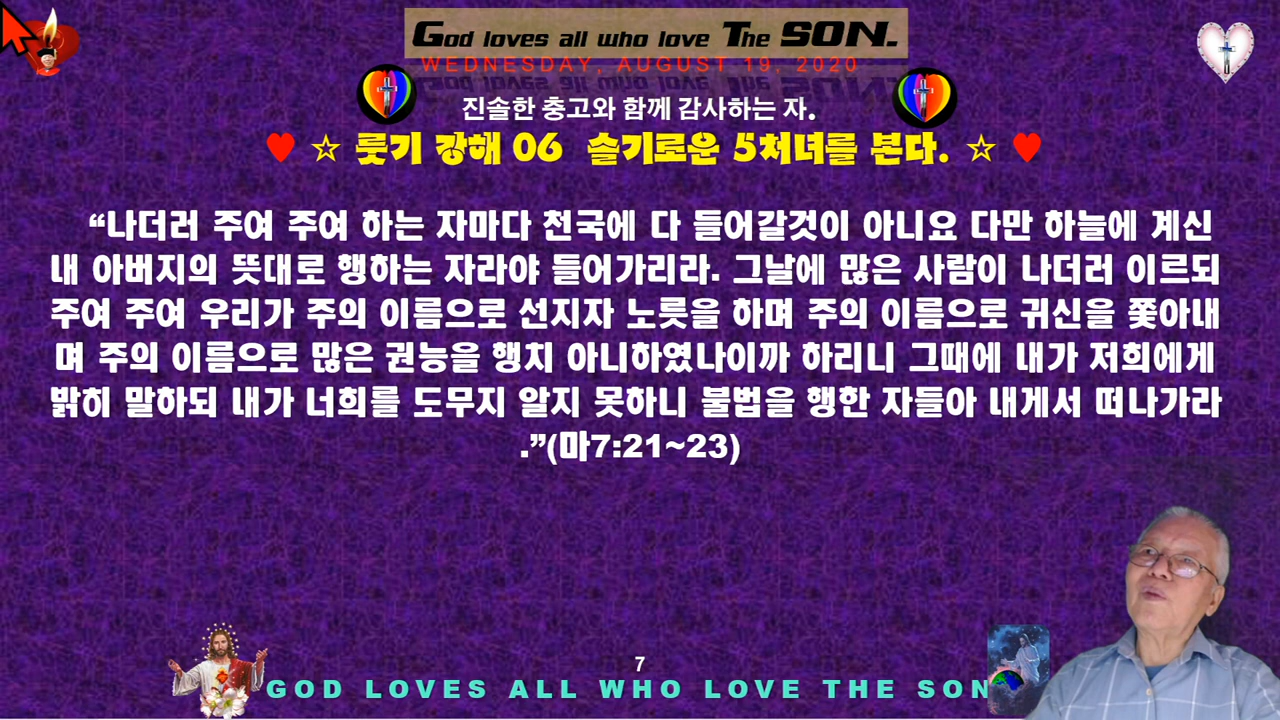 God loves all who love The SON.
WEDNESDAY, AUGUST 19, 2020
진솔한 충고와 함께 감사하는 자.
♥ ☆ 룻기 강해 06 슬기로운 5처녀를 본다. ☆ ♥
“나더러 주여 주여 하는 자마다 천국에 다 들어갈것이 아니요 다만 하늘에 계신
내 아버지의 뜻대로 행하는 자라야 들어가리라. 그날에 많은 사람이 나더러 이르되
주여 주여 우리가 주의 이름으로 선지자 노릇을 하며 주의 이름으로 귀신을 쫓아내
며 주의 이름으로 많은 권능을 행치 아니하였나이까 하리니 그때에 내가 저희에게
밝히 말하되 내가 너희를 도무지 알지 못하니 불법을 행한 자들아 내게서 떠나가라
.”(마7:21~23)
7
GOD LOVES ALL WHO LOVE THE SON